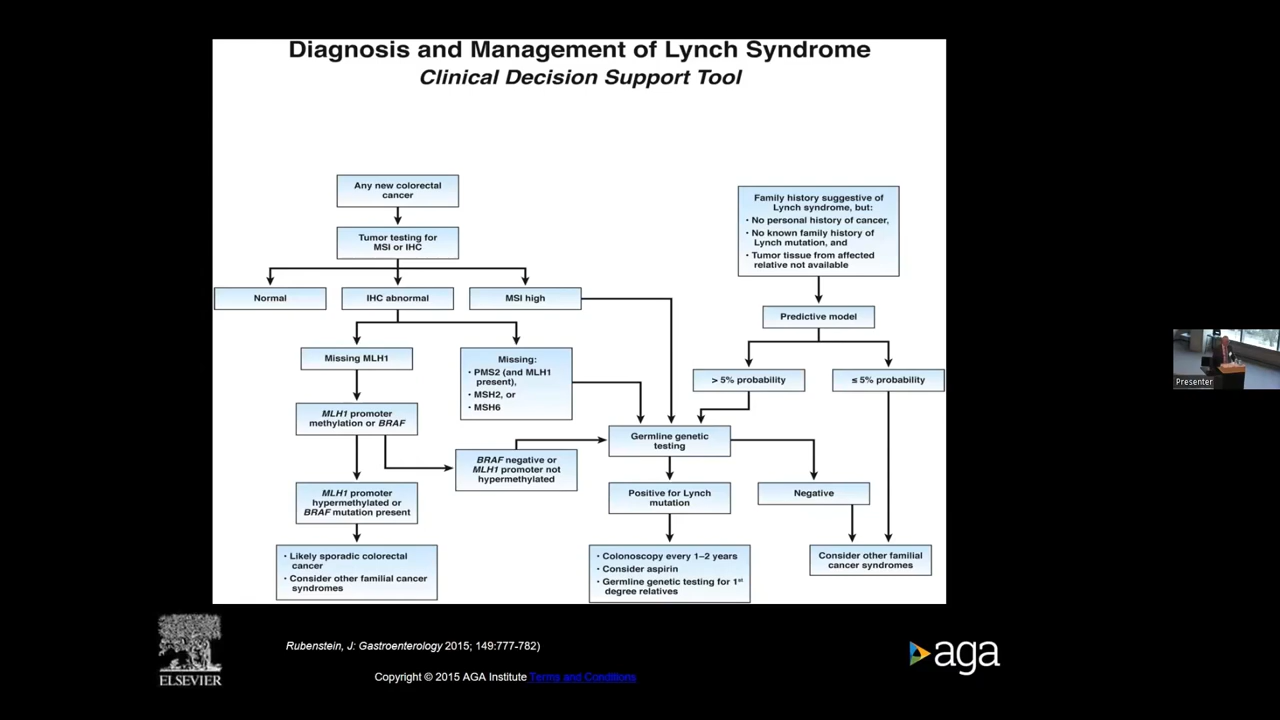 Diagnosis and Management of Lynch Syndrome
Clinical Decision Support Tool
Any new colorectal
cancer
Tumor testing for
MSI or IHC
Normal
IHC abnormal
MSI high
Missing MLH1
Missing:
• PMS2 (and MLH1
present),
• MSH2, or
• MSH6
MLH1 promoter
methylation or BRAF
BRAF negative or
MLH1 promoter not
hypermethylated
MLH1 promoter
hypermethylated or
BRAF mutation present
• Likely sporadic colorectal
cancer
• Consider other familial cancer
syndromes
Family history suggestive of
Lynch syndrome, but:
• No personal history of cancer,
• No known family history of
Lynch mutation, and
• Tumor tissue from affected
relative not available
Predictive model
> 5% probability
≤ 5% probability
Germline genetic
testing
Positive for Lynch
mutation
Negative
• Colonoscopy every 1–2 years
• Consider aspirin
• Germline genetic testing for 1st
degree relatives
Consider other familial
cancer syndromes
Presenter
ELSEVIER
Rubenstein, J: Gastroenterology 2015; 149:777-782)
Copyright © 2015 AGA Institute Terms and Conditions
aga